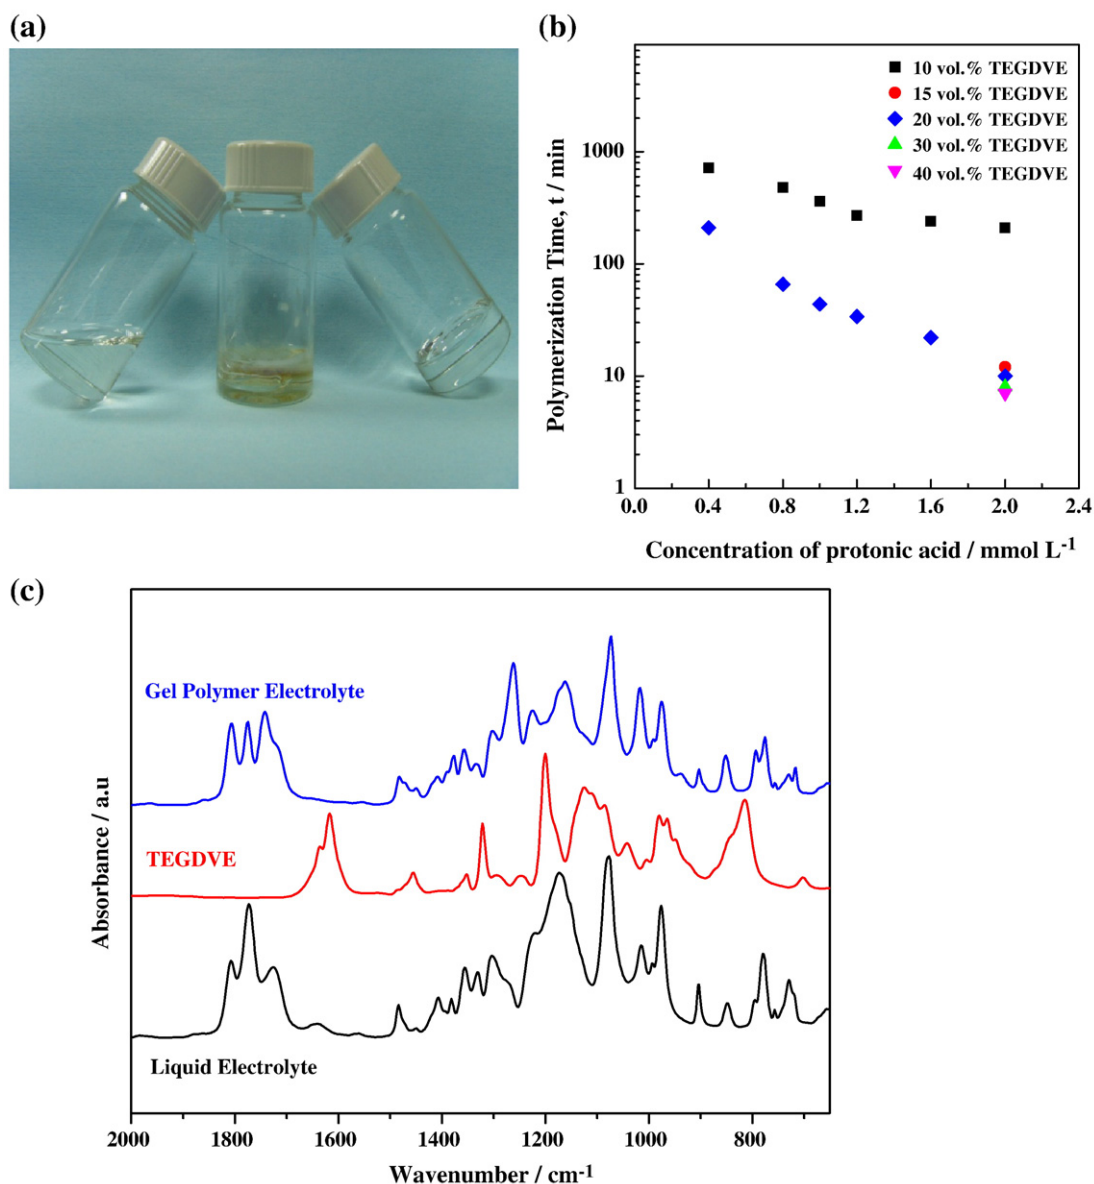 (a)
(b)
10 vol.% TEGDVE
15 vol.% TEGDVE
20 vol.% TEGDVE
30 vol.% TEGDVE
40 vol.% TEGDVE
Polymerization Time, t / min
1000
100
10
1
0.0 0.4 0.8 1.2 1.6 2.0 2.4
Concentration of protonic acid / mmol L⁻¹
(c)
Gel Polymer Electrolyte
TEGDVE
Liquid Electrolyte
Absorbance / a.u
2000 1800 1600 1400 1200 1000 800
Wavenumber / cm⁻¹